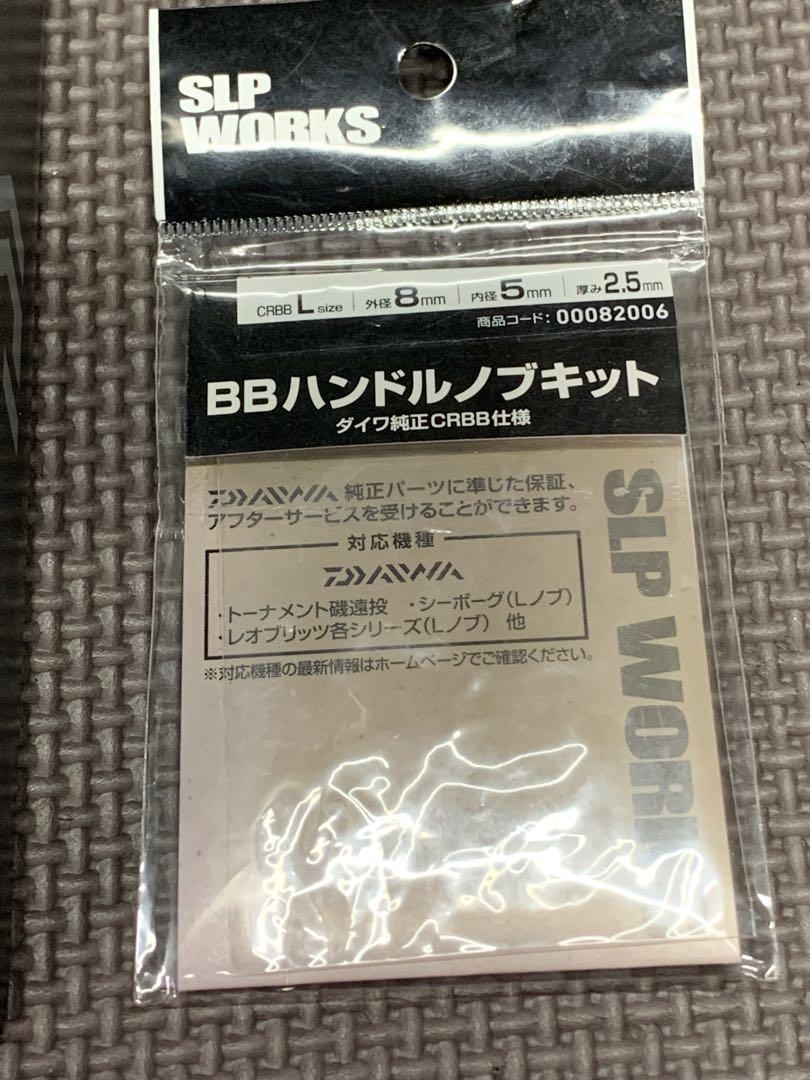 SLP
WORKS
CRBB L size 外径 8mm 内径 5mm 厚み 2.5mm
商品コード: 00082006
BBハンドルノブキット
ダイワ純正CRBB仕様
DAIWA 純正パーツに準じた保証、
アフターサービスを受けることができます。
対応機種
DAIWA
・トーナメント磯遠投 ・シーボーグ(Lノブ)
・レオブリッツ各シリーズ(Lノブ) 他
※対応機種の最新情報はホームページでご確認ください。
SLP WORK